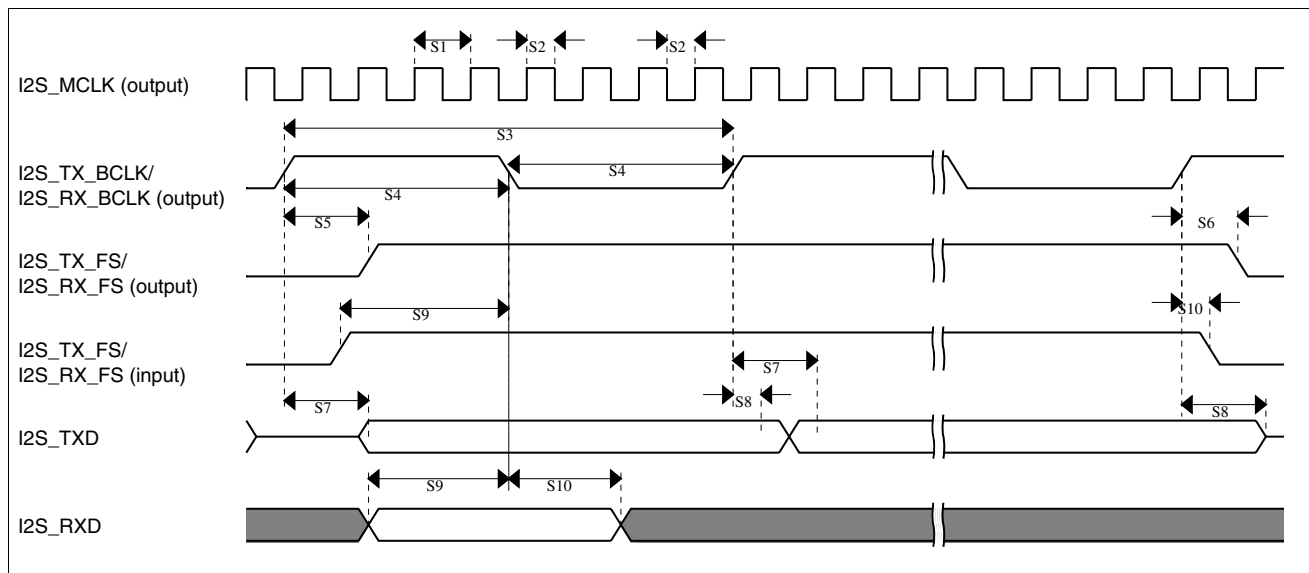 S1
S2
S2
I2S_MCLK (output)
S3
I2S_TX_BCLK/
I2S_RX_BCLK (output)
S4
S4
S5
S6
I2S_TX_FS/
I2S_RX_FS (output)
S9
S10
I2S_TX_FS/
I2S_RX_FS (input)
S7
S7
S8
S8
I2S_TXD
S9
S10
I2S_RXD